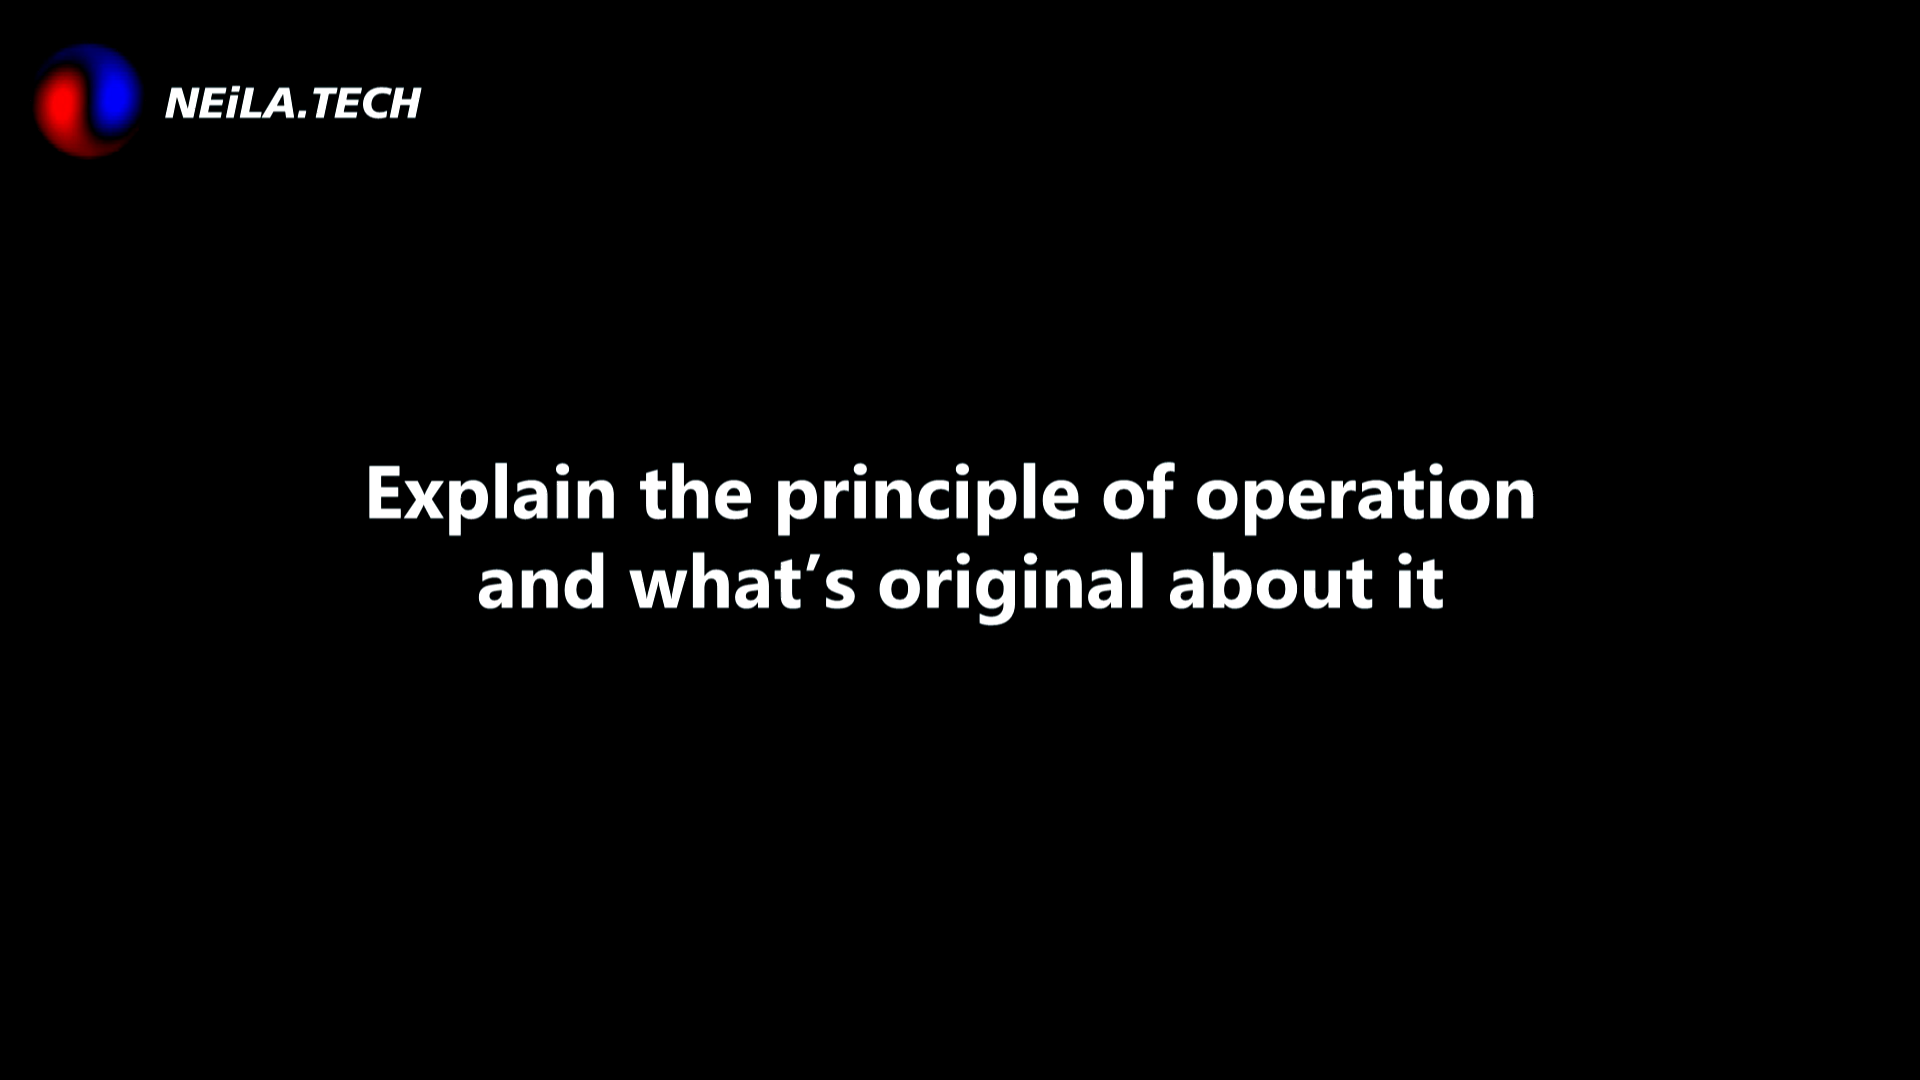 NEiLA.TECH
Explain the principle of operation
and what’s original about it